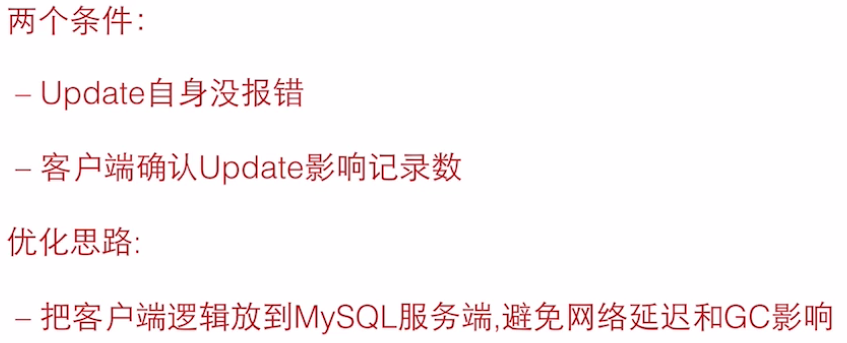 两个条件：
– Update自身没报错
– 客户端确认Update影响记录数
优化思路:
– 把客户端逻辑放到MySQL服务端,避免网络延迟和GC影响